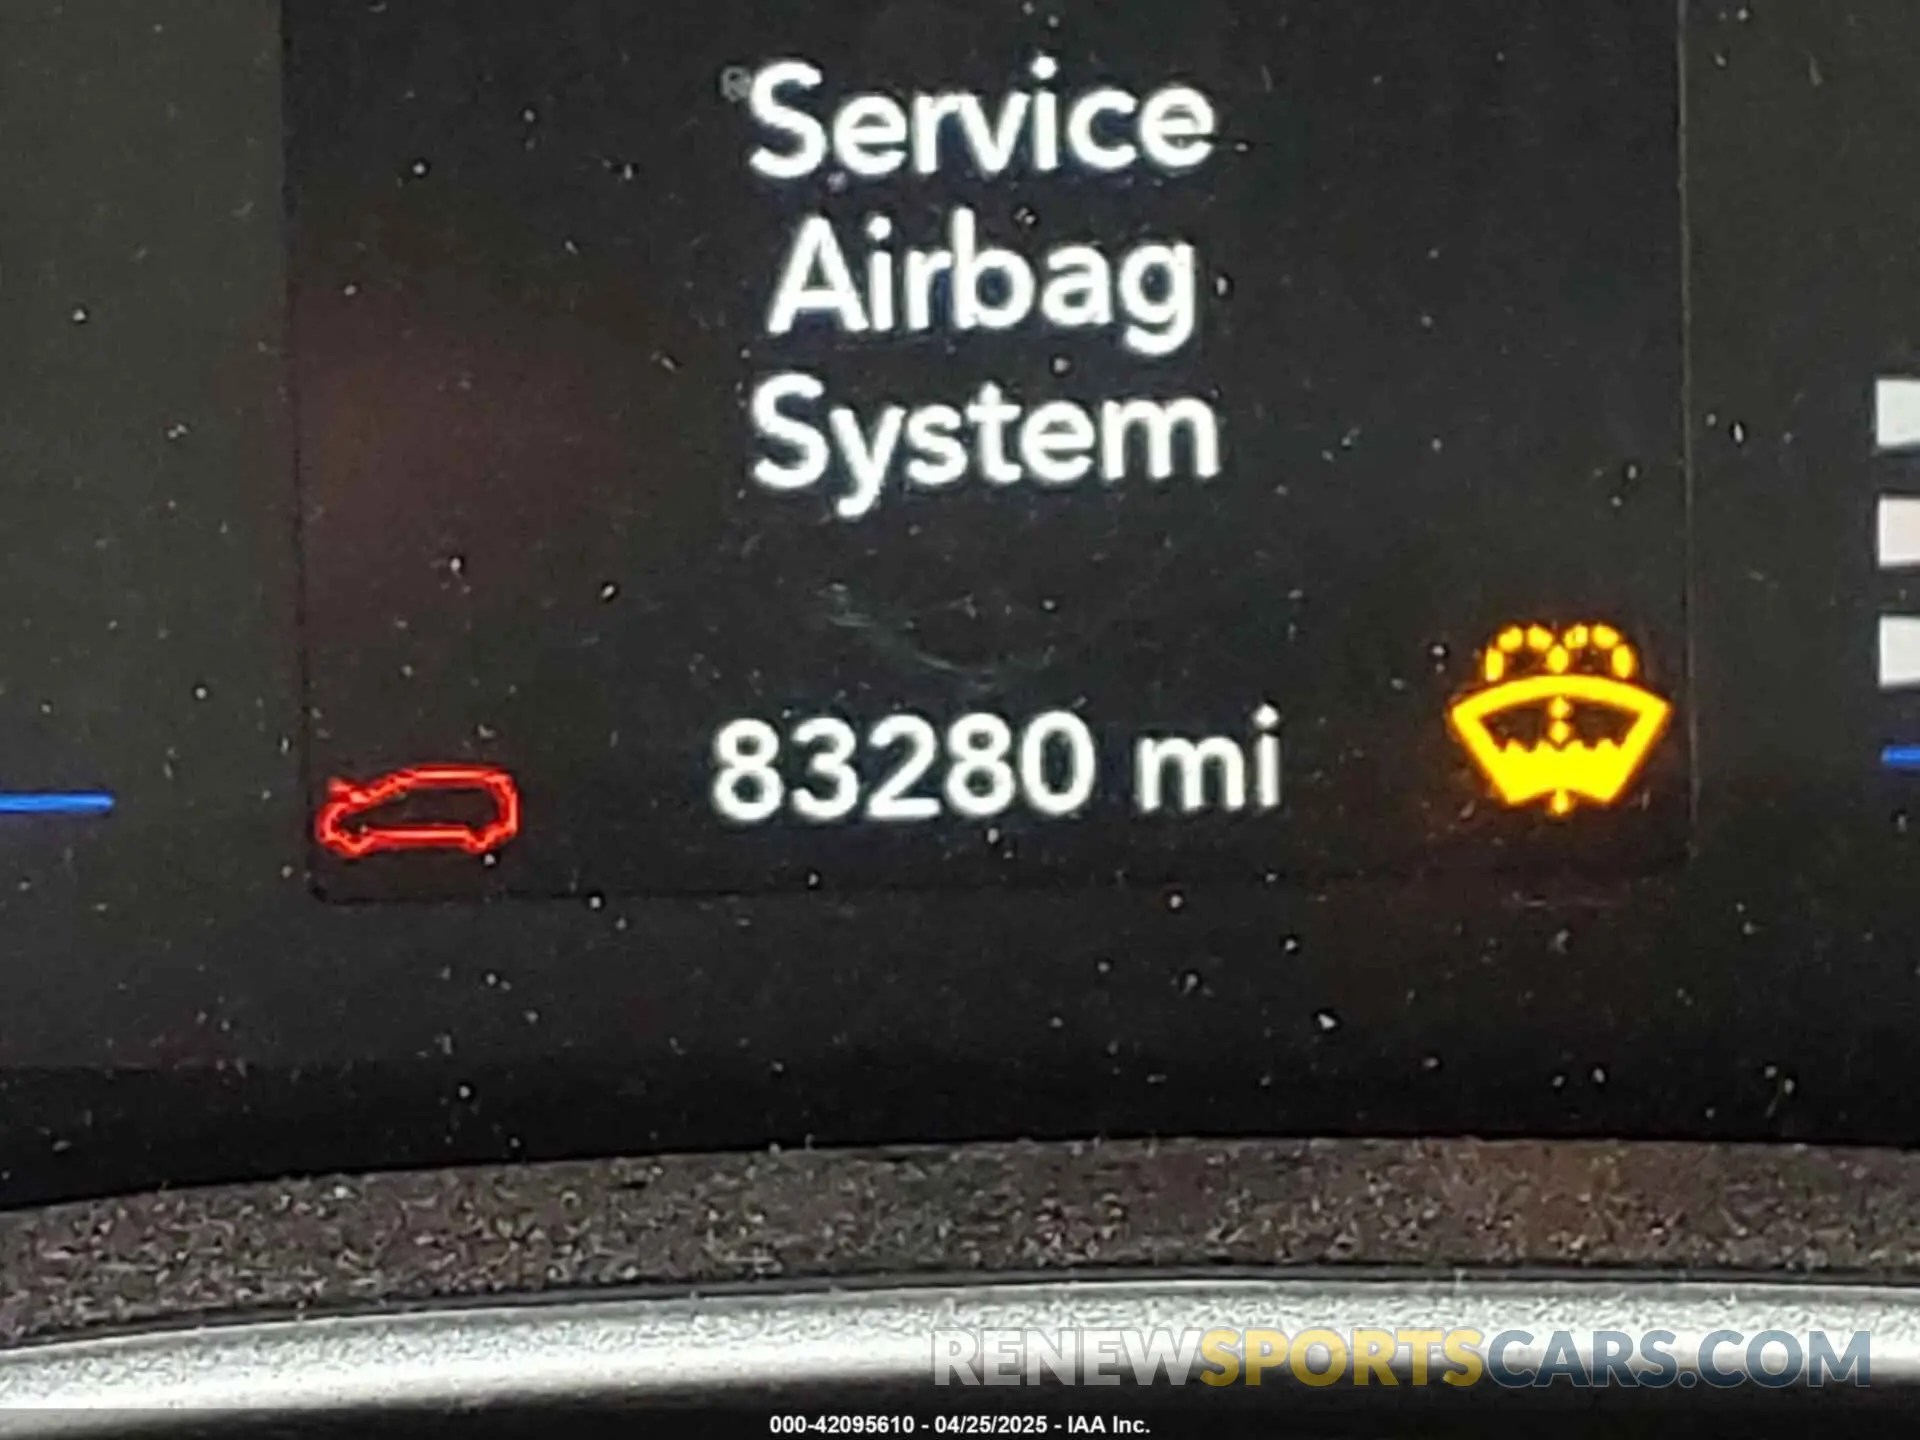 Service
Airbag
System
83280 mi
RENEWSPORTSCARS.COM
000-42095610 - 04/25/2025 - IAA Inc.